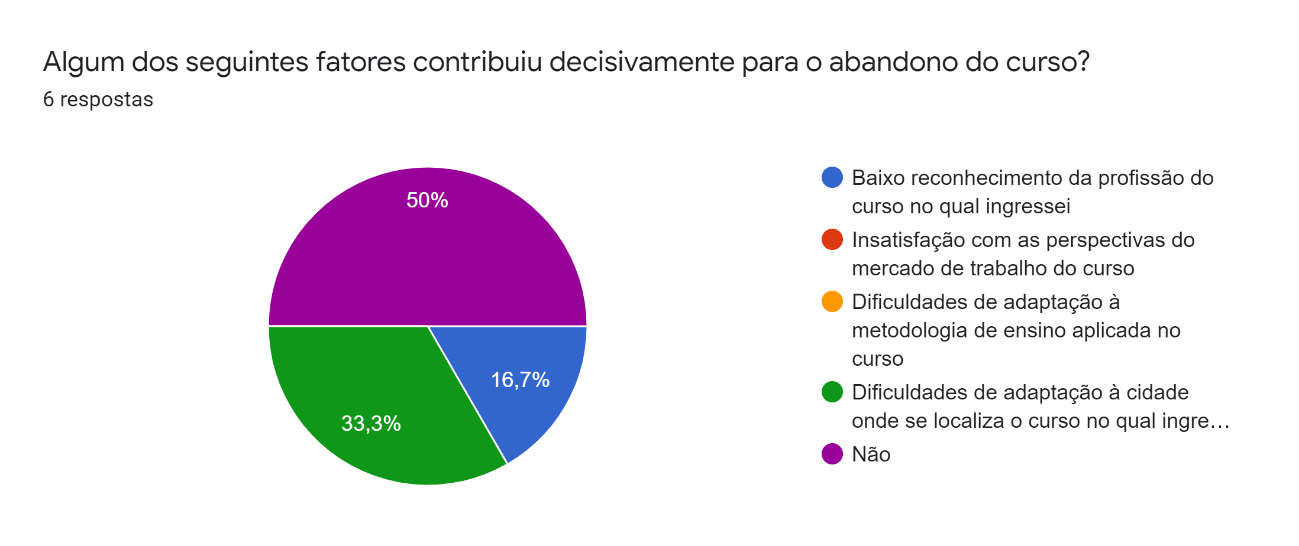 Algum dos seguintes fatores contribuiu decisivamente para o abandono do curso?
6 respostas
50%
16,7%
33,3%
Baixo reconhecimento da profissão do
curso no qual ingressei
Insatisfação com as perspectivas do
mercado de trabalho do curso
Dificuldades de adaptação à
metodologia de ensino aplicada no
curso
Dificuldades de adaptação à cidade
onde se localiza o curso no qual ingre…
Não